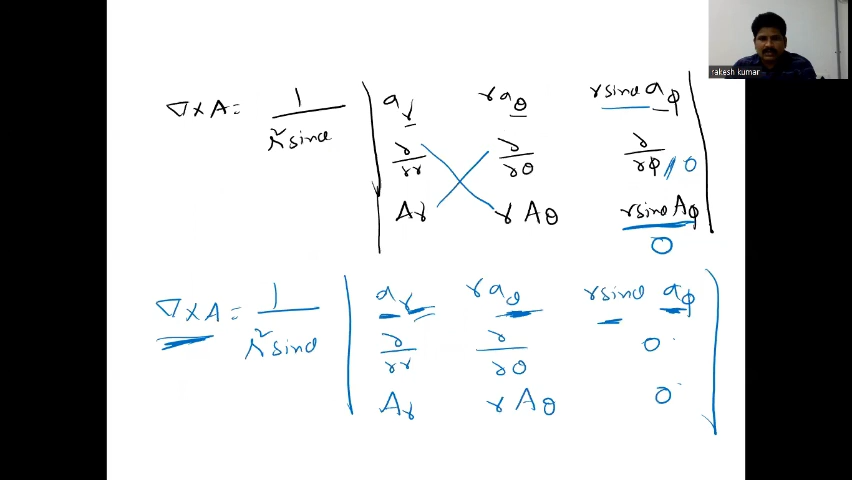 rakesh kumar
∇×A = 1/(r² sinθ) | a_r   r a_θ   r sinθ a_φ |
| ∂/∂r   ∂/∂θ   ∂/∂φ // 0 |
| A_r   r A_θ   r sinθ A_φ |
0
∇×A = 1/(r² sinθ) | a_r   r a_θ   r sinθ a_φ |
| ∂/∂r   ∂/∂θ   0 |
| A_r   r A_θ   0 |